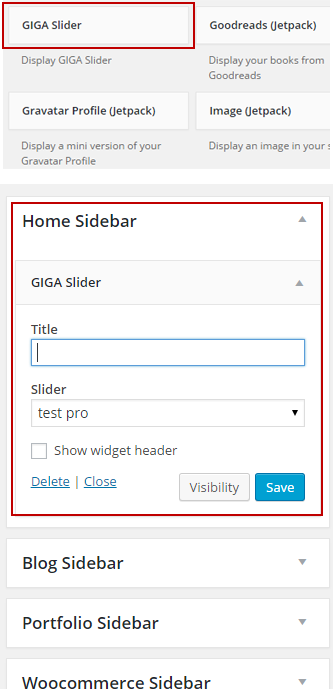 GIGA Slider
Goodreads (Jetpack)
Display GIGA Slider
Display your books from
Goodreads
Gravatar Profile (Jetpack)
Image (Jetpack)
Display a mini version of your
Gravatar Profile
Display an image in your
Home Sidebar
GIGA Slider
Title
Slider
test pro
Show widget header
Delete | Close
Visibility
Save
Blog Sidebar
Portfolio Sidebar
Woocommerce Sidebar